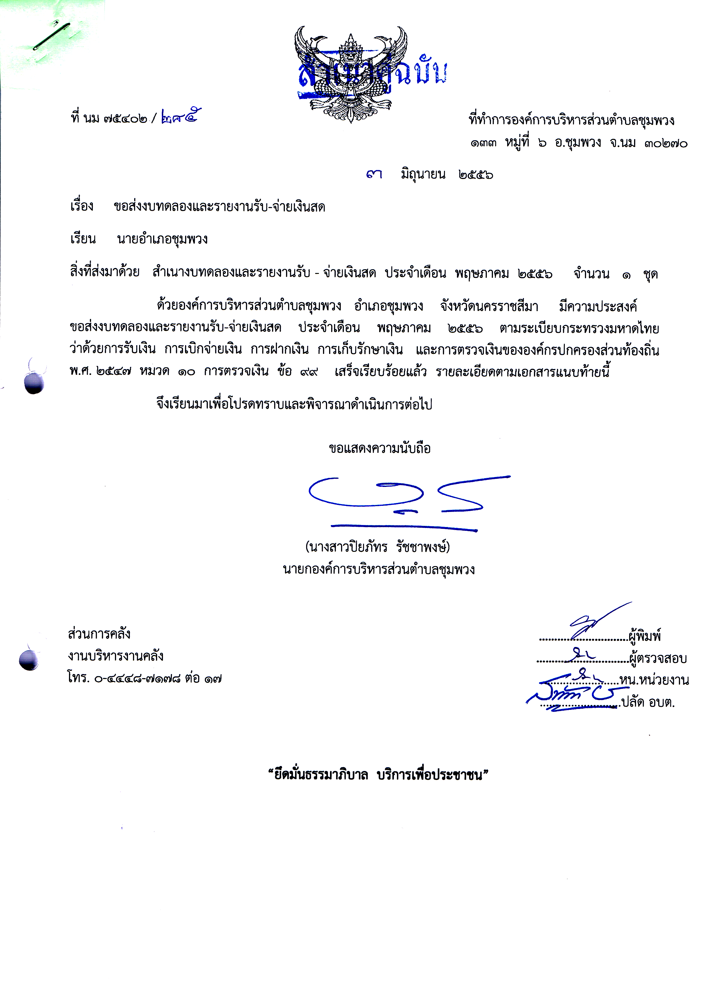 สำเนาคู่ฉบับ
ที่ นม ๗๕๔๐๒ / ๒๘๕
ที่ทำการองค์การบริหารส่วนตำบลชุมพวง
๑๓๓ หมู่ที่ ๖ อ.ชุมพวง จ.นม ๓๐๒๗๐
๓ มิถุนายน ๒๕๕๖
เรื่อง ขอส่งงบทดลองและรายงานรับ-จ่ายเงินสด
เรียน นายอำเภอชุมพวง
สิ่งที่ส่งมาด้วย สำเนางบทดลองและรายงานรับ - จ่ายเงินสด ประจำเดือน พฤษภาคม ๒๕๕๖ จำนวน ๑ ชุด
ด้วยองค์การบริหารส่วนตำบลชุมพวง อำเภอชุมพวง จังหวัดนครราชสีมา มีความประสงค์
ขอส่งงบทดลองและรายงานรับ-จ่ายเงินสด ประจำเดือน พฤษภาคม ๒๕๕๖ ตามระเบียบกระทรวงมหาดไทย
ว่าด้วยการรับเงิน การเบิกจ่ายเงิน การฝากเงิน การเก็บรักษาเงิน และการตรวจเงินขององค์กรปกครองส่วนท้องถิ่น
พ.ศ. ๒๕๔๗ หมวด ๑๐ การตรวจเงิน ข้อ ๙๙ เสร็จเรียบร้อยแล้ว รายละเอียดตามเอกสารแนบท้ายนี้
จึงเรียนมาเพื่อโปรดทราบและพิจารณาดำเนินการต่อไป
ขอแสดงความนับถือ
(นางสาวปิยภัทร รัชชาพงษ์)
นายกองค์การบริหารส่วนตำบลชุมพวง
ส่วนการคลัง
งานบริหารงานคลัง
โทร. ๐-๔๔๔๘-๗๑๗๘ ต่อ ๑๗
..............................ผู้พิมพ์
..............................ผู้ตรวจสอบ
..............................หน.หน่วยงาน
..............................ปลัด อบต.
“ยึดมั่นธรรมาภิบาล บริการเพื่อประชาชน”